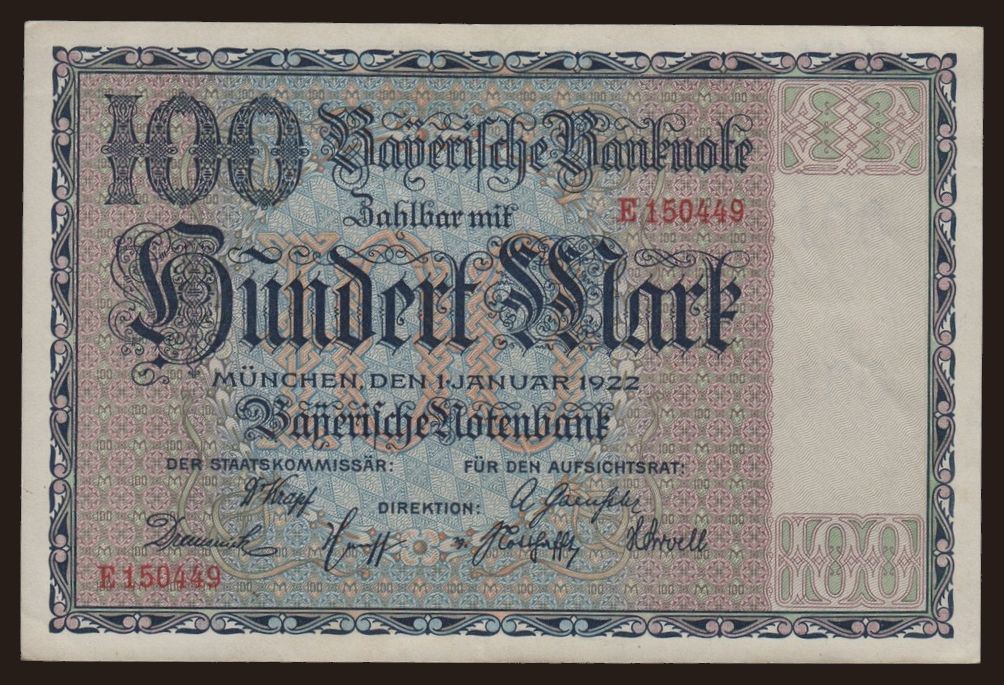 100 Bayerische Banknote
Zahlbar mit
E 150449
Hundert Mark
MÜNCHEN, DEN 1. JANUAR 1922
Bayerische Notenbank
DER STAATSKOMMISSÄR:
FÜR DEN AUFSICHTSRAT:
DIREKTION:
E 150449
100